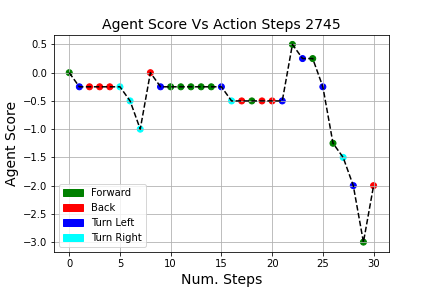 Agent Score Vs Action Steps 2745
Agent Score
0.5
0.0
−0.5
−1.0
−1.5
−2.0
−2.5
−3.0
Forward
Back
Turn Left
Turn Right
0 5 10 15 20 25 30
Num. Steps